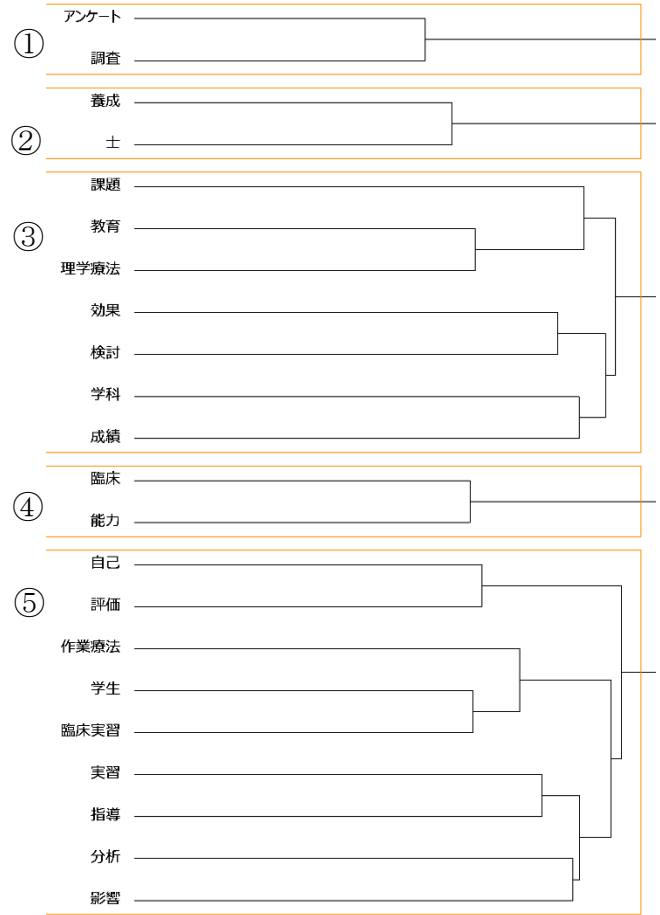 ①
アンケート
調査
②
養成
士
③
課題
教育
理学療法
効果
検討
学科
成績
④
臨床
能力
⑤
自己
評価
作業療法
学生
臨床実習
実習
指導
分析
影響